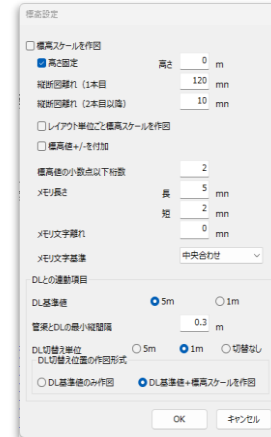 標高設定
標高スケールを作図
高さ固定 高さ 0 m
縦断図離れ（1本目 120 mn
縦断図離れ（2本目以降） 10 mn
レイアウト単位ごと標高スケールを作図
標高値+/-を付加
標高値の小数点以下桁数 2
メモリ長さ 長 5 mn
短 2 mn
メモリ文字離れ 0 mn
メモリ文字基準 中央合わせ
DLとの連動項目
DL基準値 5m 1m
管渠とDLの最小縦間隔 0.3 m
DL切替え単位 5m 1m 切替なし
DL切替え位置の作図形式
DL基準値のみ作図 DL基準値+標高スケールを作図
OK キャンセル